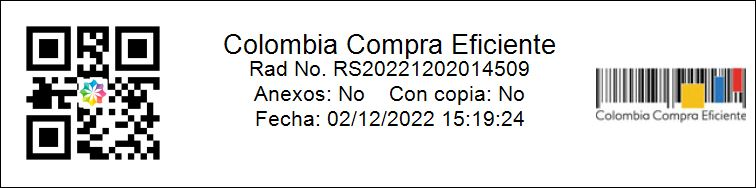 Colombia Compra Eficiente
Rad No. RS20221202014509
Anexos: No    Con copia: No
Fecha: 02/12/2022 15:19:24
Colombia Compra Eficiente